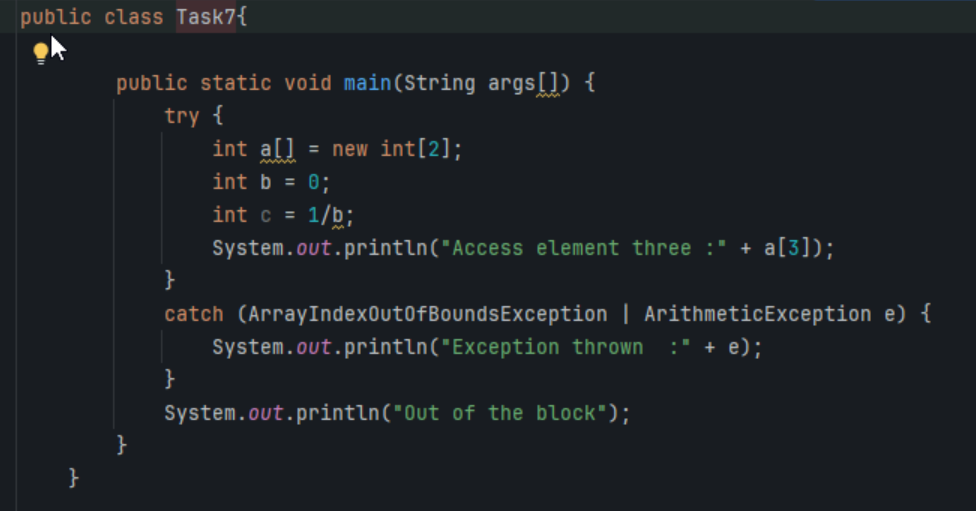 public class Task7{
public static void main(String args[]) {
try {
int a[] = new int[2];
int b = 0;
int c = 1/b;
System.out.println("Access element three :" + a[3]);
}
catch (ArrayIndexOutOfBoundsException | ArithmeticException e) {
System.out.println("Exception thrown  :" + e);
}
System.out.println("Out of the block");
}
}